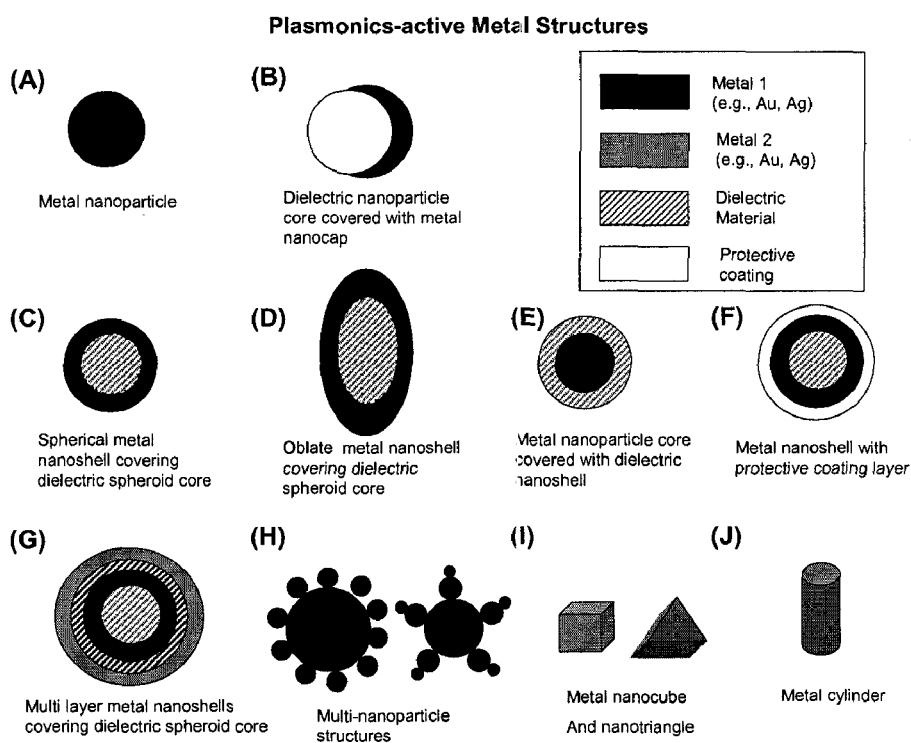 Plasmonics-active Metal Structures
(A)
Metal nanoparticle
(B)
Dielectric nanoparticle
core covered with metal
nanocap
Metal 1
(e.g., Au, Ag)
Metal 2
(e.g., Au, Ag)
Dielectric
Material
Protective
coating
(C)
Spherical metal
nanoshell covering
dielectric spheroid core
(D)
Oblate metal nanoshell
covering dielectric
spheroid core
(E)
Metal nanoparticle core
covered with dielectric
nanoshell
(F)
Metal nanoshell with
protective coating layer
(G)
Multi layer metal nanoshells
covering dielectric spheroid core
(H)
Multi-nanoparticle
structures
(I)
Metal nanocube
And nanotriangle
(J)
Metal cylinder